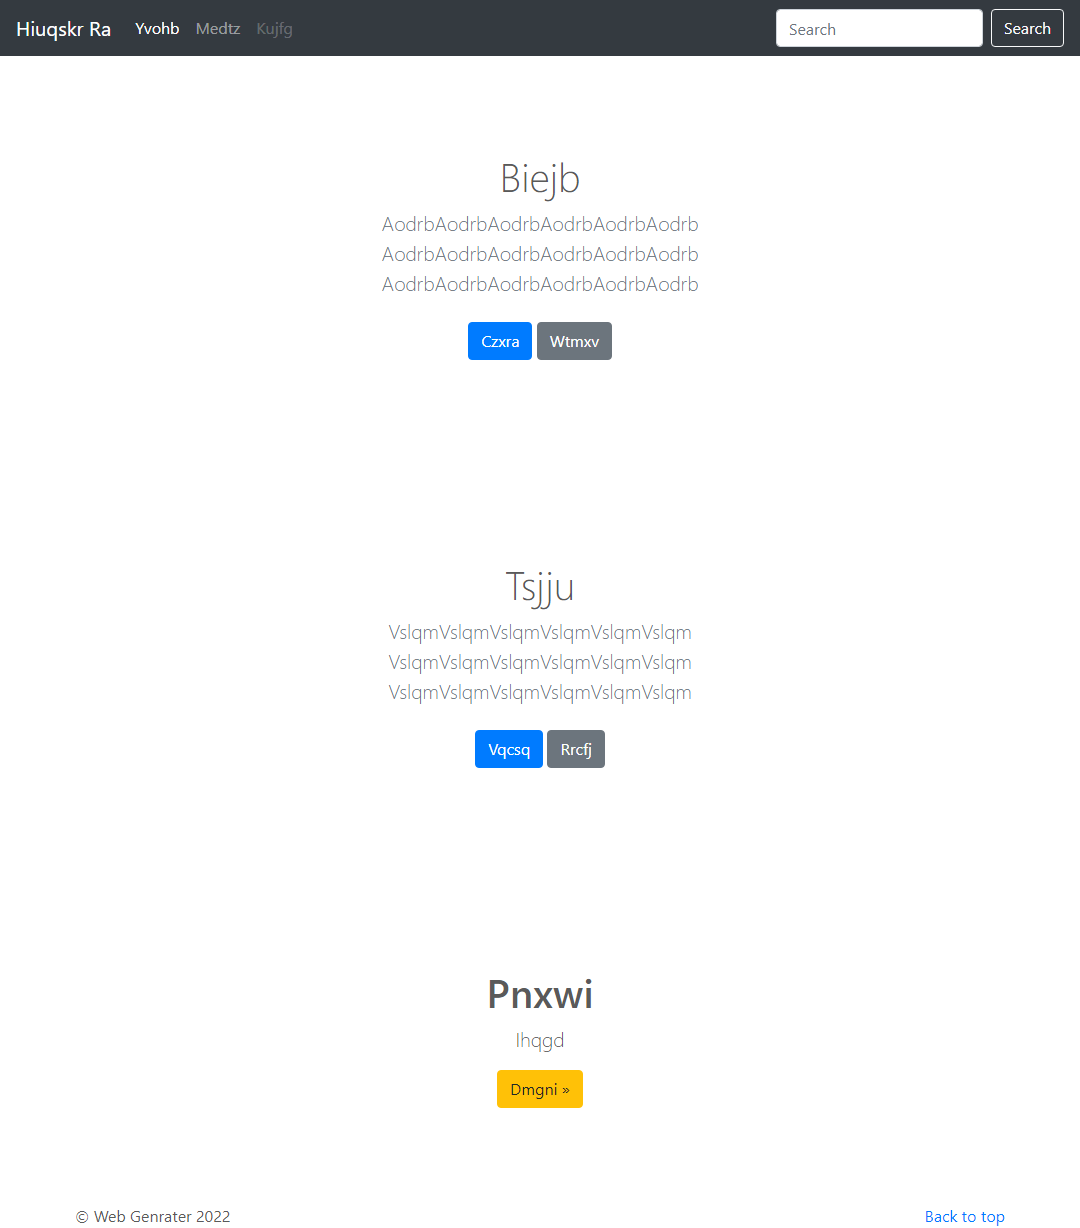 Hiuqskr Ra Yvohb Medtz Kujfg Search Search
Biejb
AodrbAodrbAodrbAodrbAodrbAodrb
AodrbAodrbAodrbAodrbAodrbAodrb
AodrbAodrbAodrbAodrbAodrbAodrb
Czxra Wtmxv
Tsjju
VslqmVslqmVslqmVslqmVslqmVslqm
VslqmVslqmVslqmVslqmVslqmVslqm
VslqmVslqmVslqmVslqmVslqmVslqm
Vqcsq Rrcfj
Pnxwi
Ihqgd
Dmgni »
© Web Genrater 2022 Back to top